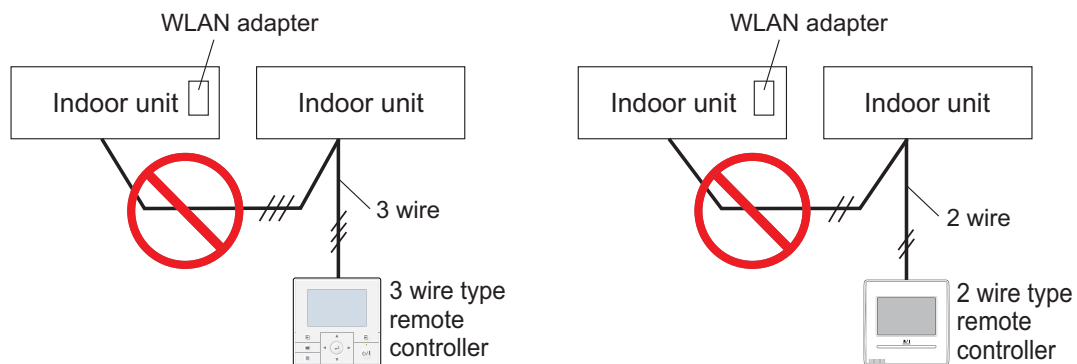 WLAN adapter
Indoor unit
Indoor unit
3 wire
3 wire type
remote
controller
WLAN adapter
Indoor unit
Indoor unit
2 wire
2 wire type
remote
controller